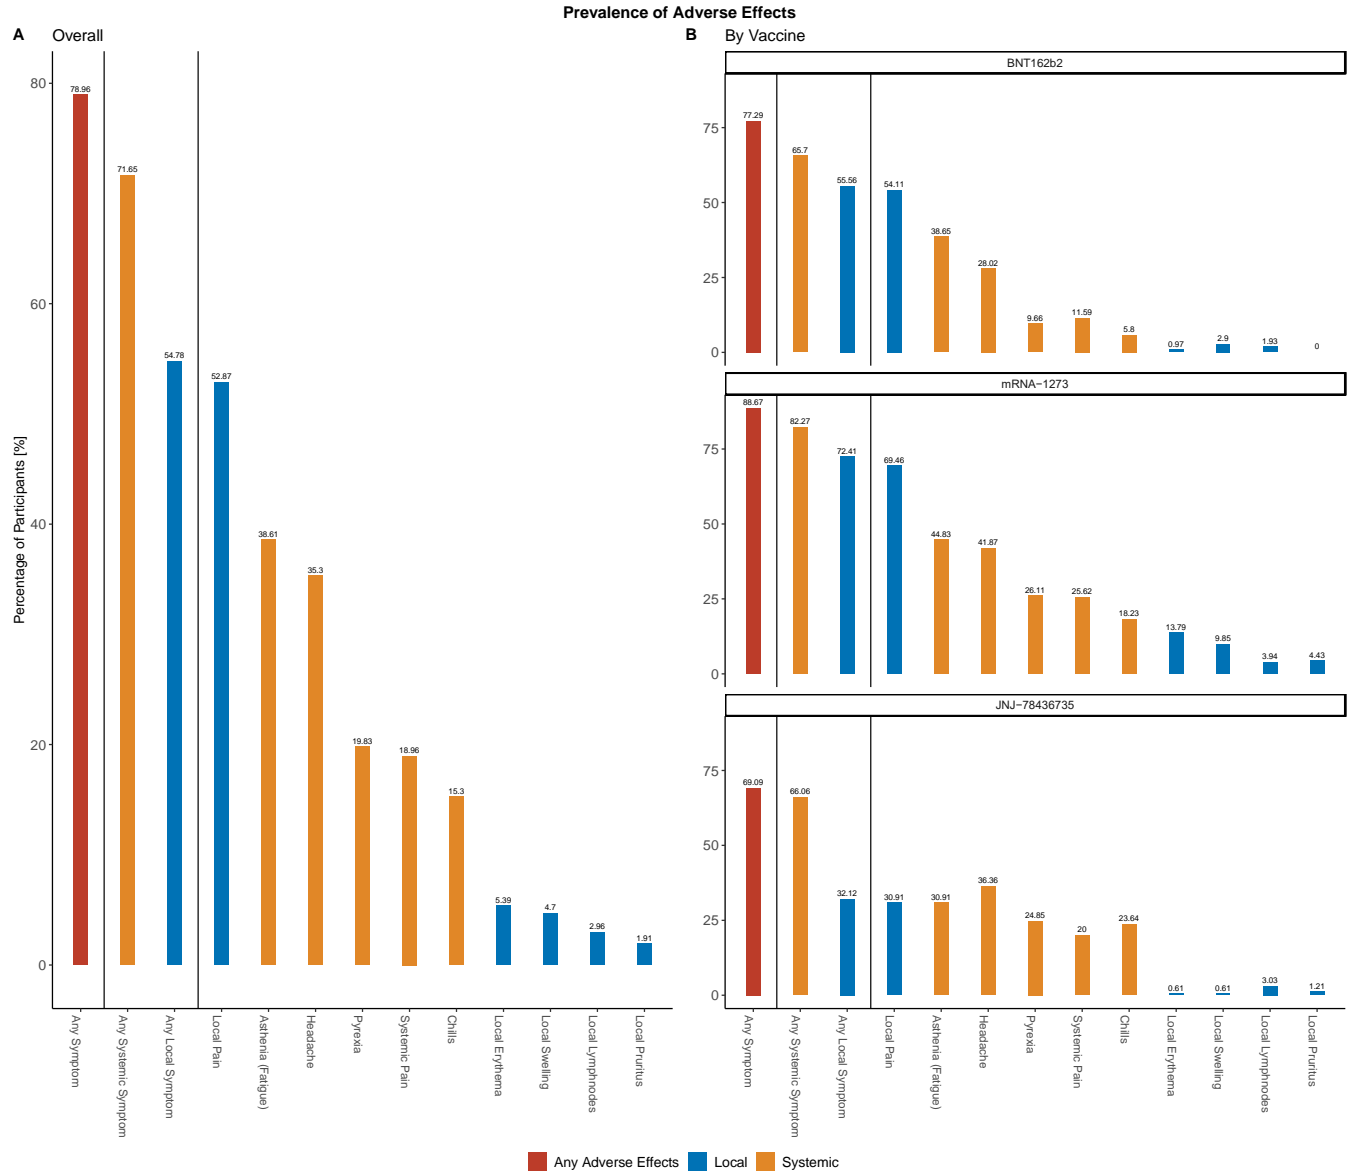 Prevalence of Adverse Effects
A Overall
Percentage of Participants [%]
80
60
40
20
0
78.96
71.65
54.78
52.87
38.61
35.3
19.83
18.96
15.3
5.39
4.7
2.96
1.91
Any Symptom
Any Systemic Symptom
Any Local Symptom
Local Pain
Asthenia (Fatigue)
Headache
Pyrexia
Systemic Pain
Chills
Local Erythema
Local Swelling
Local Lymphnodes
Local Pruritus
B By Vaccine
BNT162b2
75
50
25
0
77.29
65.7
55.56
54.11
38.65
28.02
9.66
11.59
5.8
0.97
2.9
1.93
0
mRNA−1273
75
50
25
0
88.67
82.27
72.41
69.46
44.83
41.87
26.11
25.62
18.23
13.79
9.85
3.94
4.43
JNJ−78436735
75
50
25
0
69.09
66.06
32.12
30.91
30.91
36.36
24.85
20
23.64
0.61
0.61
3.03
1.21
Any Symptom
Any Systemic Symptom
Any Local Symptom
Local Pain
Asthenia (Fatigue)
Headache
Pyrexia
Systemic Pain
Chills
Local Erythema
Local Swelling
Local Lymphnodes
Local Pruritus
Any Adverse Effects Local Systemic